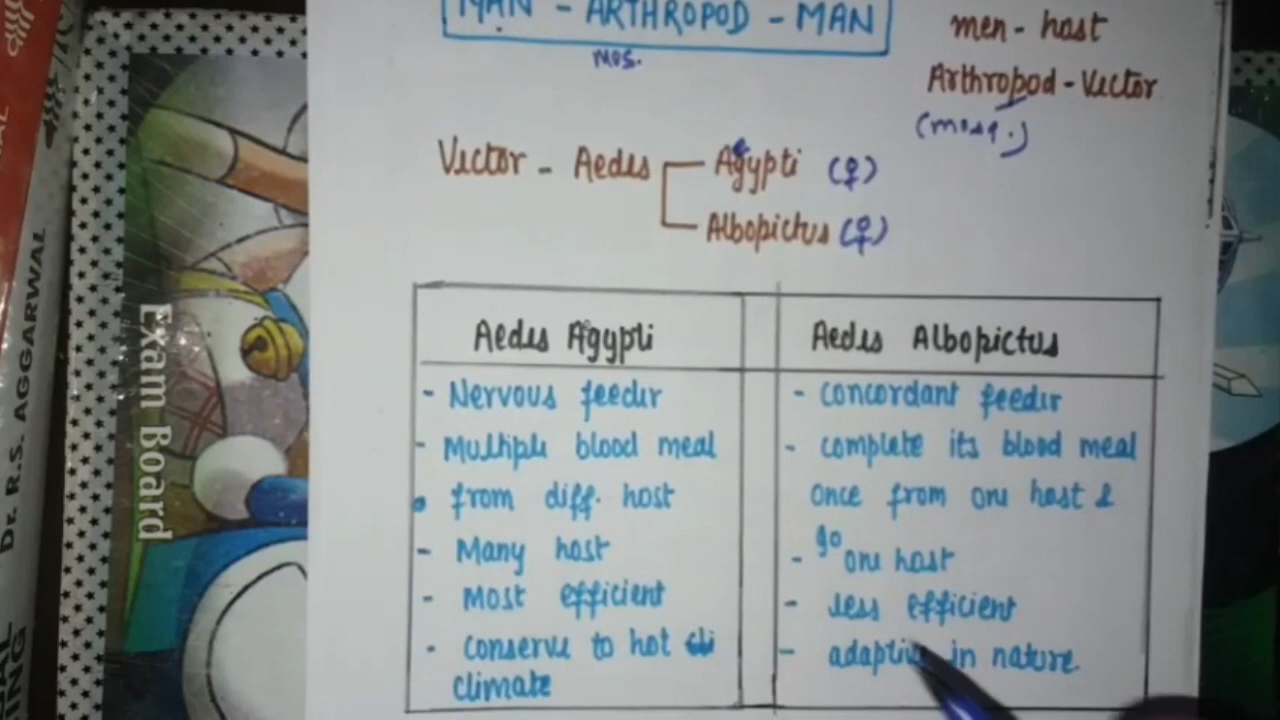 MAN - ARTHROPOD - MAN
mos.
men - host
Arthropod - Vector
(mosq.)
Vector - Aedes
Agypti (♀)
Albopictus (♀)
Aedes Agypti
- Nervous feeder
- Multiple blood meal
from diff. host
- Many host
- Most efficient
- conserve to hot cli
climate
Aedes Albopictus
- concordant feeder
- complete its blood meal
once from one host &
go
- one host
- less efficient
- adaptive in nature.
Exam Board
Dr. R.S. AGGARWAL